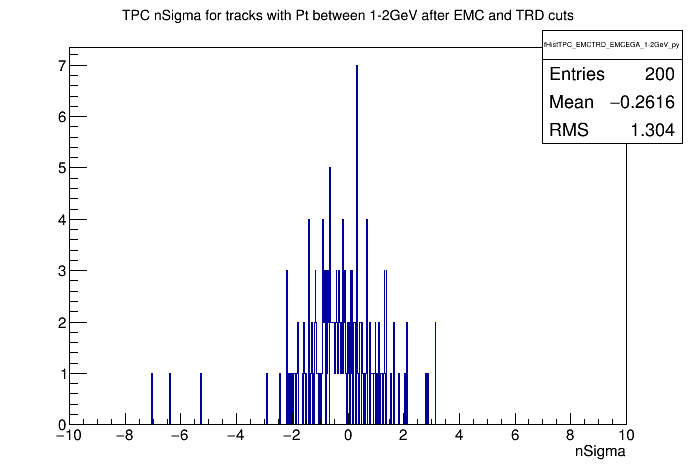 TPC nSigma for tracks with Pt between 1-2GeV after EMC and TRD cuts
fHistTPC_EMCTRD_EMCEGA_1-2GeV_py
Entries 200
Mean −0.2616
RMS 1.304
7
6
5
4
3
2
1
0
−10 −8 −6 −4 −2 0 2 4 6 8 10
nSigma